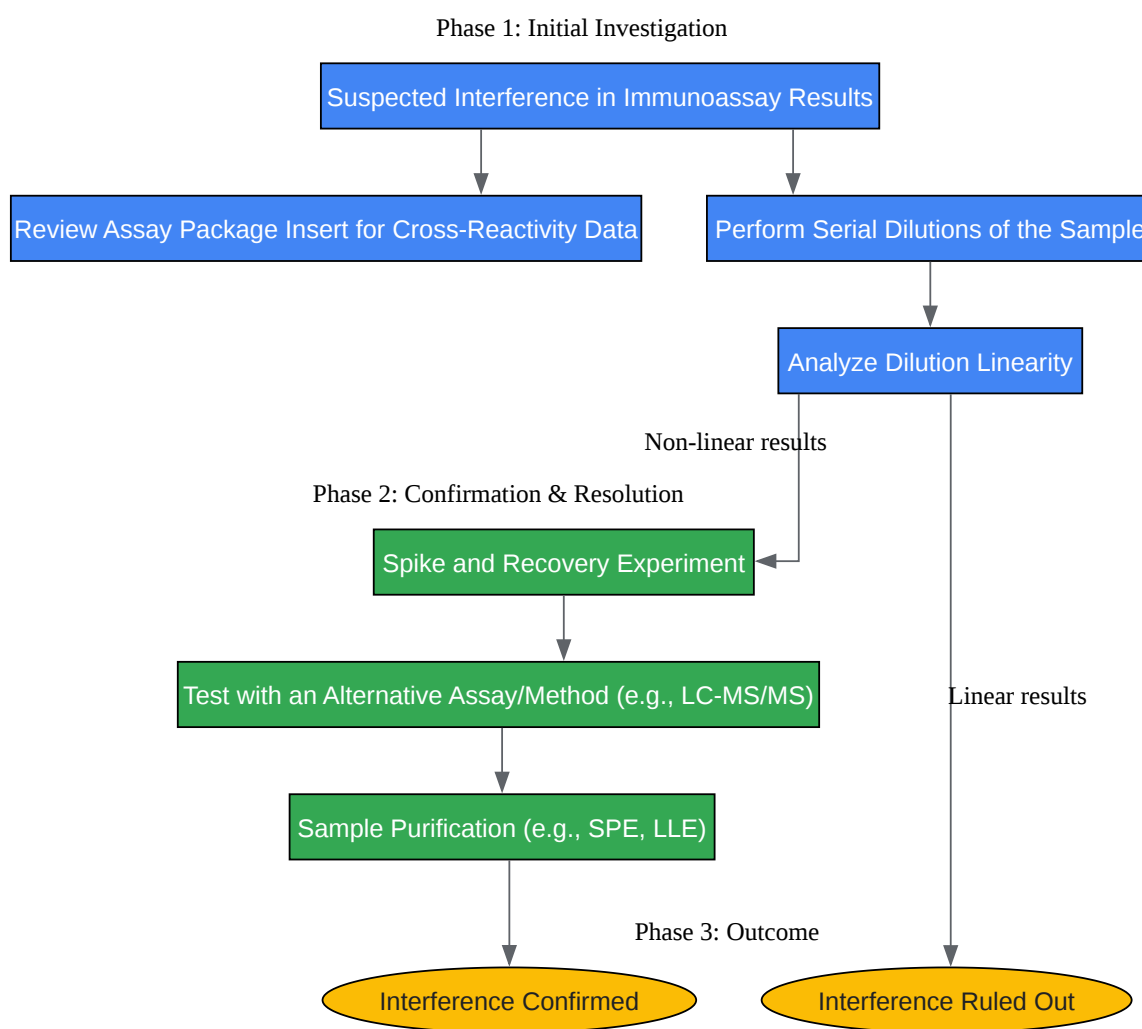 Phase 1: Initial Investigation
Suspected Interference in Immunoassay Results
Review Assay Package Insert for Cross-Reactivity Data
Perform Serial Dilutions of the Sample
Analyze Dilution Linearity
Non-linear results
Phase 2: Confirmation & Resolution
Spike and Recovery Experiment
Test with an Alternative Assay/Method (e.g., LC-MS/MS)
Linear results
Sample Purification (e.g., SPE, LLE)
Phase 3: Outcome
Interference Confirmed
Interference Ruled Out